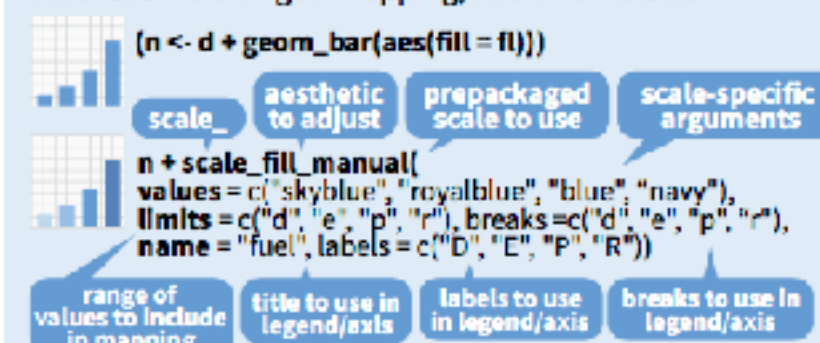 (n <- d + geom_bar(aes(fill = fl)))
scale_
aesthetic
to adjust
prepackaged
scale to use
scale-specific
arguments
n + scale_fill_manual(
values = c("skyblue", "royalblue", "blue", "navy"),
limits = c("d", "e", "p", "r"), breaks =c("d", "e", "p", "r"),
name = "fuel", labels = c("D", "E", "P", "R"))
range of
values to include
in mapping
title to use in
legend/axis
labels to use
in legend/axis
breaks to use in
legend/axis